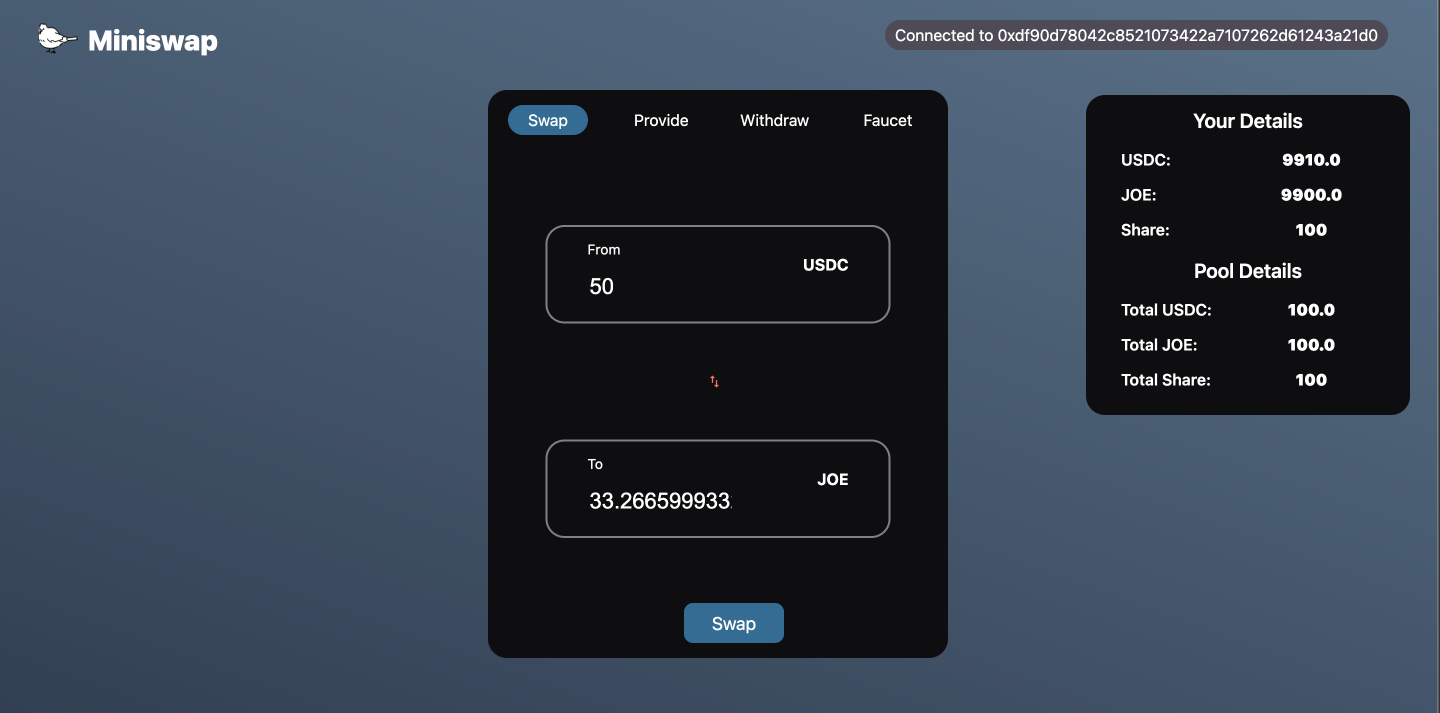 Miniswap
Connected to 0xdf90d78042c8521073422a7107262d61243a21d0
Swap Provide Withdraw Faucet
From
USDC
50
To
JOE
33.266599933
Swap
Your Details
USDC: 9910.0
JOE: 9900.0
Share: 100
Pool Details
Total USDC: 100.0
Total JOE: 100.0
Total Share: 100